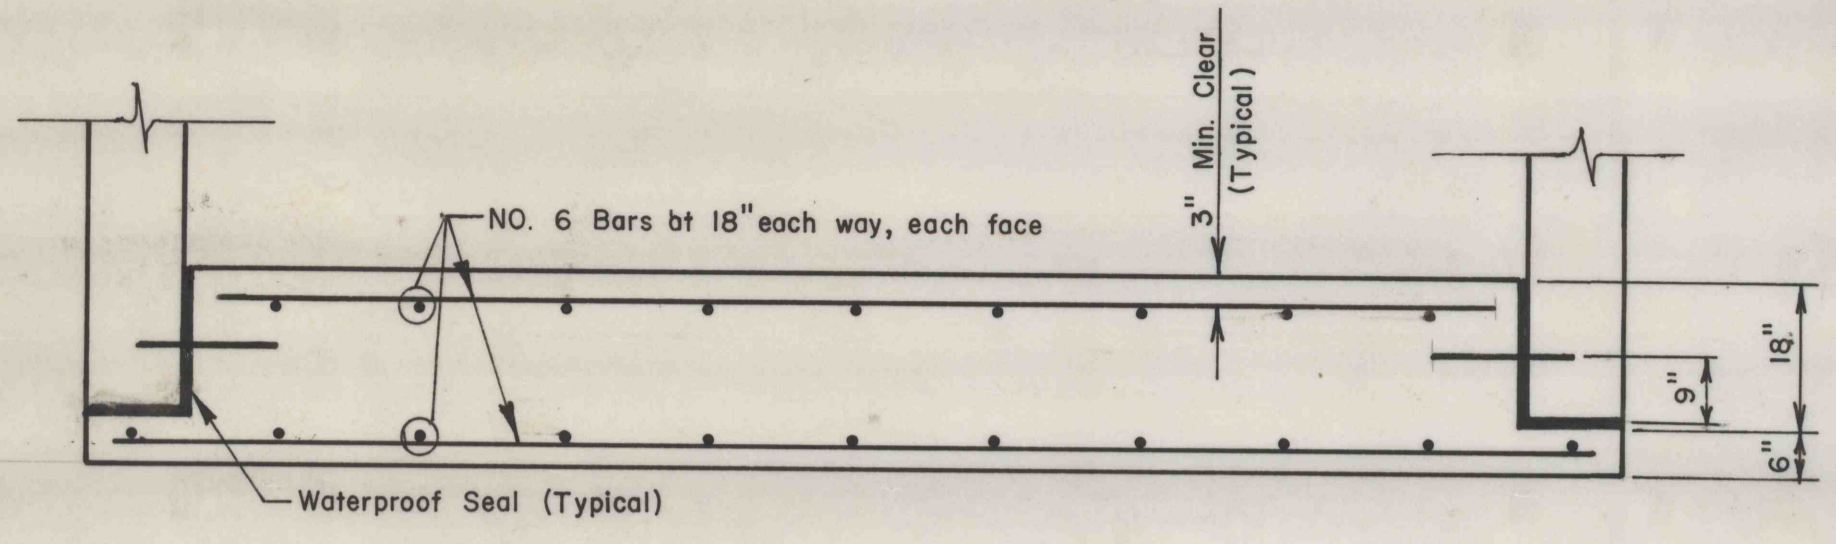 3" Min. Clear
(Typical)
NO. 6 Bars at 18" each way, each face
18"
9"
6"
Waterproof Seal (Typical)